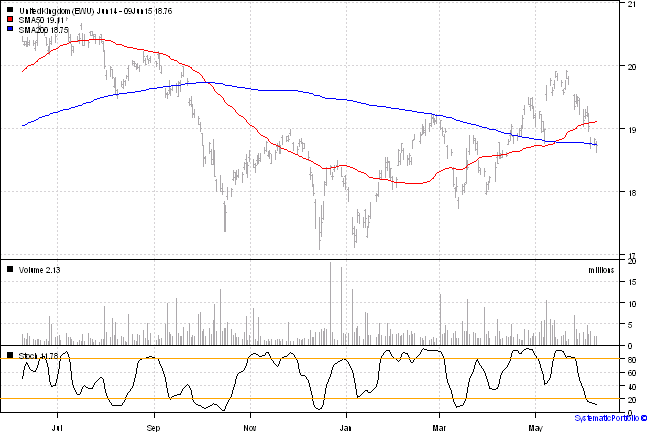 United Kingdom (EWU) Jun14 - 09Jun15 18.76
SMA50 19.11
SMA200 18.75
21
20
19
18
17
Volume 2.13
millions
20
15
10
5
0
Stoch 11.78
80
60
40
20
0
Jul Sep Nov Jan Mar May
SystematicPortfolio ©